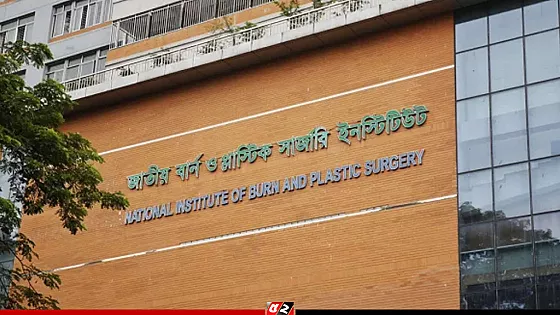 জাতীয় বার্ন ও প্লাস্টিক সার্জারি ইনস্টিটিউট
NATIONAL INSTITUTE OF BURN AND PLASTIC SURGERY